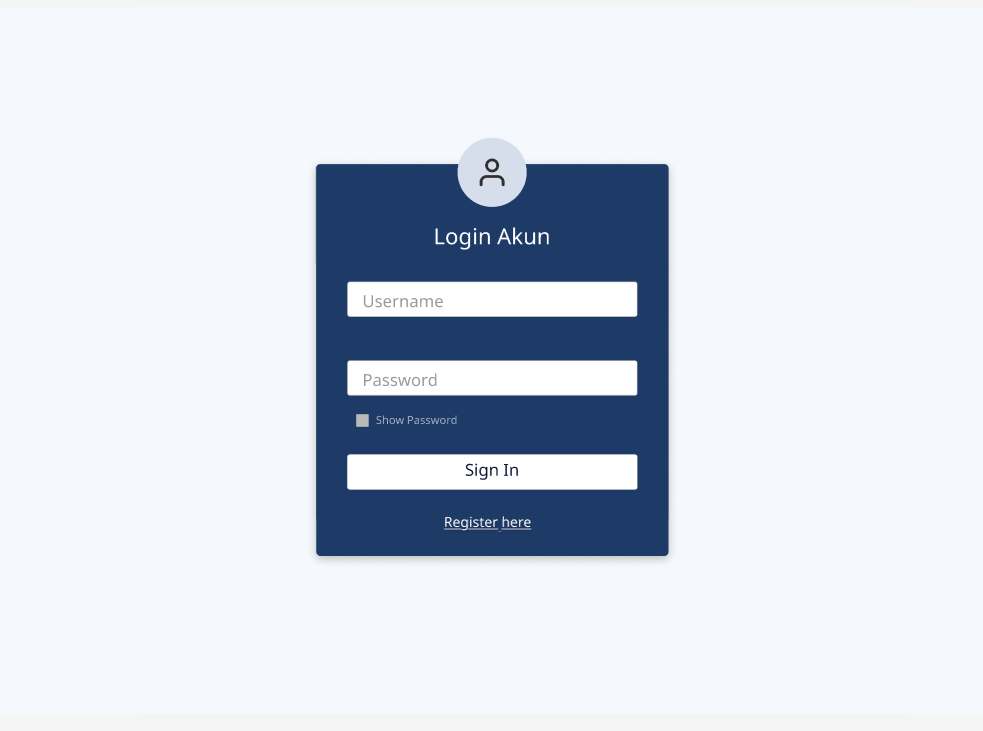 Login Akun
Username
Password
Show Password
Sign In
Register here